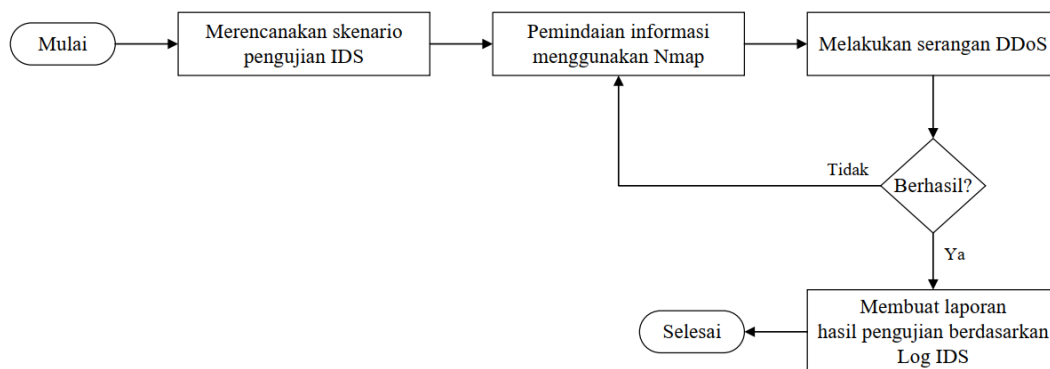 Mulai
Merencanakan skenario
pengujian IDS
Pemindaian informasi
menggunakan Nmap
Melakukan serangan DDoS
Berhasil?
Tidak
Ya
Membuat laporan
hasil pengujian berdasarkan
Log IDS
Selesai